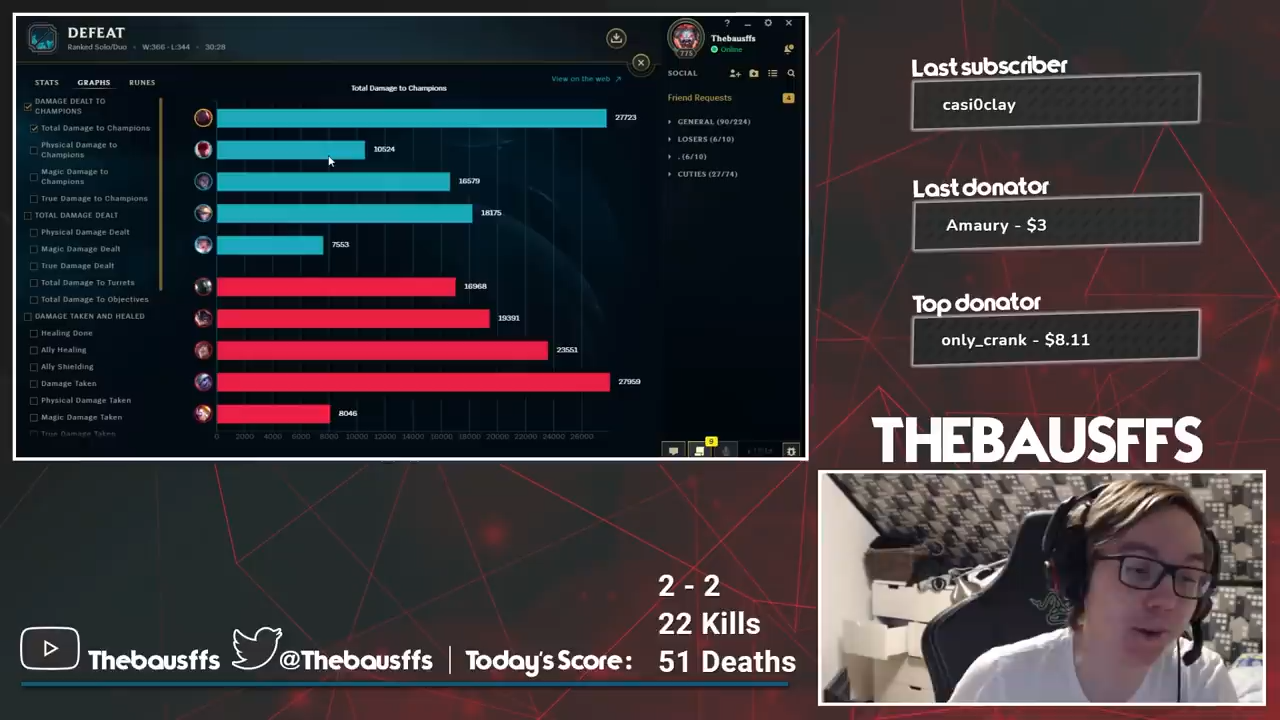 DEFEAT
Ranked Solo/Duo • W:366 - L:344 • 30:28
STATS
GRAPHS
RUNES
View on the web
Total Damage to Champions
DAMAGE DEALT TO
CHAMPIONS
Total Damage to Champions
Physical Damage to
Champions
Magic Damage to
Champions
True Damage to Champions
TOTAL DAMAGE DEALT
Physical Damage Dealt
Magic Damage Dealt
True Damage Dealt
Total Damage To Turrets
Total Damage To Objectives
DAMAGE TAKEN AND HEALED
Healing Done
Ally Healing
Ally Shielding
Damage Taken
Physical Damage Taken
Magic Damage Taken
True Damage Taken
27723
10524
16579
18175
7553
16968
19391
23551
27959
8046
0 2000 4000 6000 8000 10000 12000 14000 16000 18000 20000 22000 24000 26000
?
775
Thebausffs
Online
SOCIAL
Friend Requests
4
GENERAL (90/224)
LOSERS (6/10)
. (6/10)
CUTIES (27/74)
9
Last subscriber
casi0clay
Last donator
Amaury - $3
Top donator
only_crank - $8.11
THEBAUSFFS
Thebausffs
@Thebausffs
Today's Score:
2 - 2
22 Kills
51 Deaths